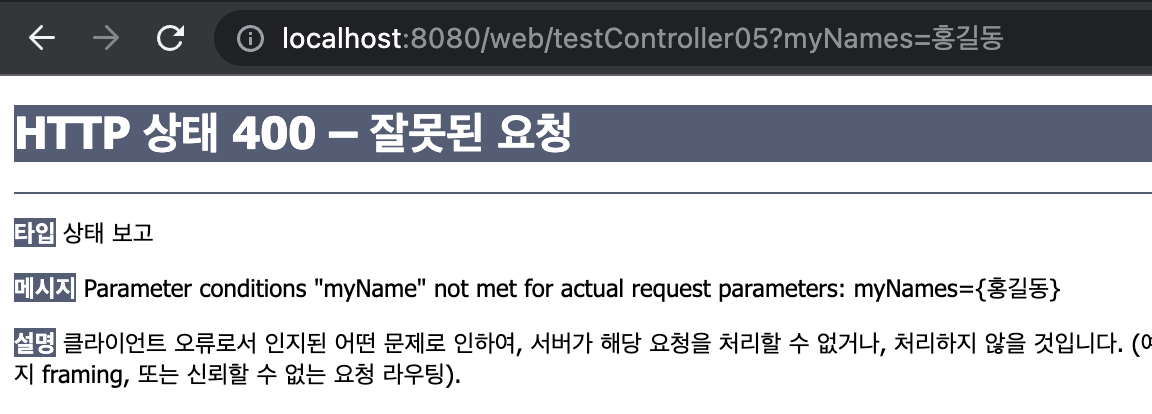 localhost:8080/web/testController05?myNames=홍길동
HTTP 상태 400 – 잘못된 요청
타입 상태 보고
메시지 Parameter conditions "myName" not met for actual request parameters: myNames={홍길동}
설명 클라이언트 오류로서 인지된 어떤 문제로 인하여, 서버가 해당 요청을 처리할 수 없거나, 처리하지 않을 것입니다. (예
지 framing, 또는 신뢰할 수 없는 요청 라우팅).